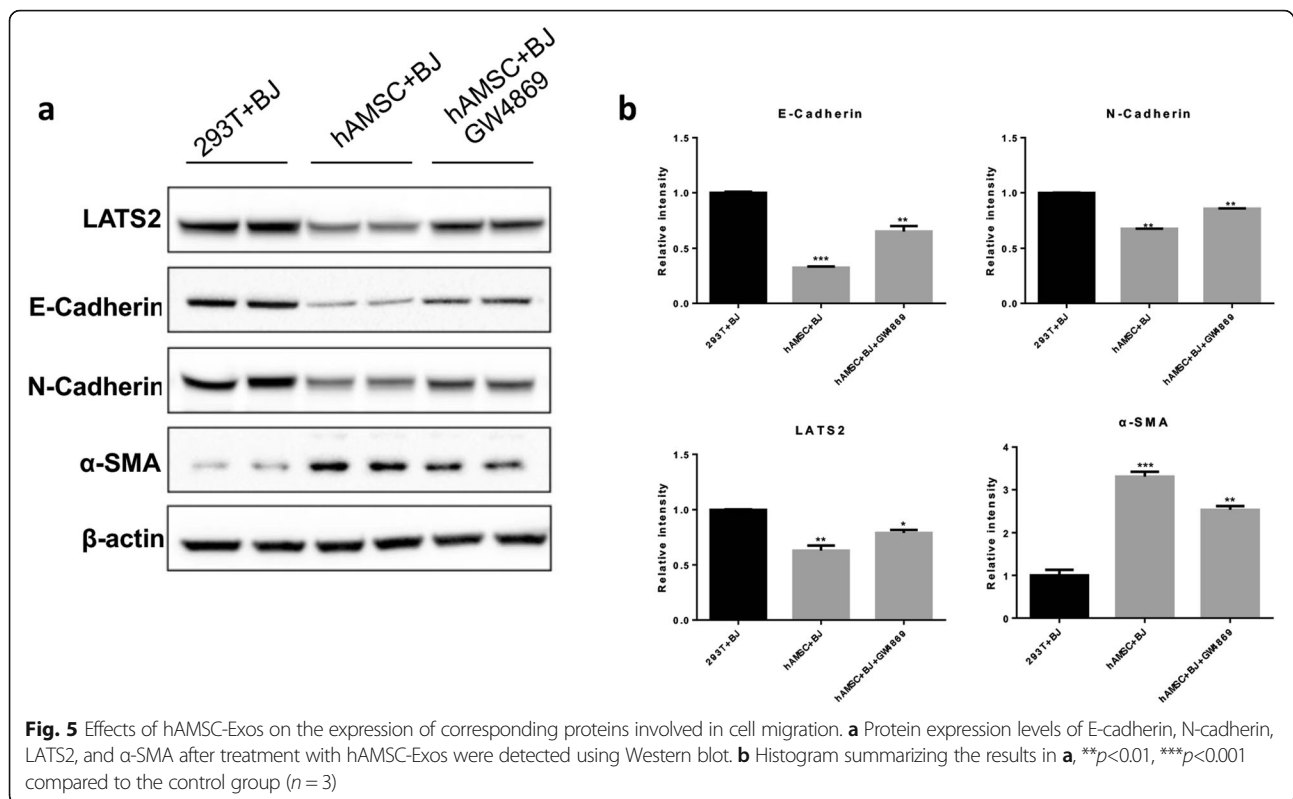 a
293T+BJ
hAMSC+BJ
hAMSC+BJ
GW4869
LATS2
E-Cadherin
N-Cadherin
α-SMA
β-actin
b
E-Cadherin
Relative intensity
1.5
1.0
0.5
0.0
***
**
293T+BJ
hAMSC+BJ
hAMSC+BJ+GW4869
N-Cadherin
Relative intensity
1.5
1.0
0.5
0.0
**
**
293T+BJ
hAMSC+BJ
hAMSC+BJ+GW4869
LATS2
Relative intensity
1.5
1.0
0.5
0.0
**
*
293T+BJ
hAMSC+BJ
hAMSC+BJ+GW4869
α-SMA
Relative intensity
4
3
2
1
0
***
**
293T+BJ
hAMSC+BJ
hAMSC+BJ+GW4869
Fig. 5 Effects of hAMSC-Exos on the expression of corresponding proteins involved in cell migration. a Protein expression levels of E-cadherin, N-cadherin,
LATS2, and α-SMA after treatment with hAMSC-Exos were detected using Western blot. b Histogram summarizing the results in a, **p<0.01, ***p<0.001
compared to the control group (n = 3)